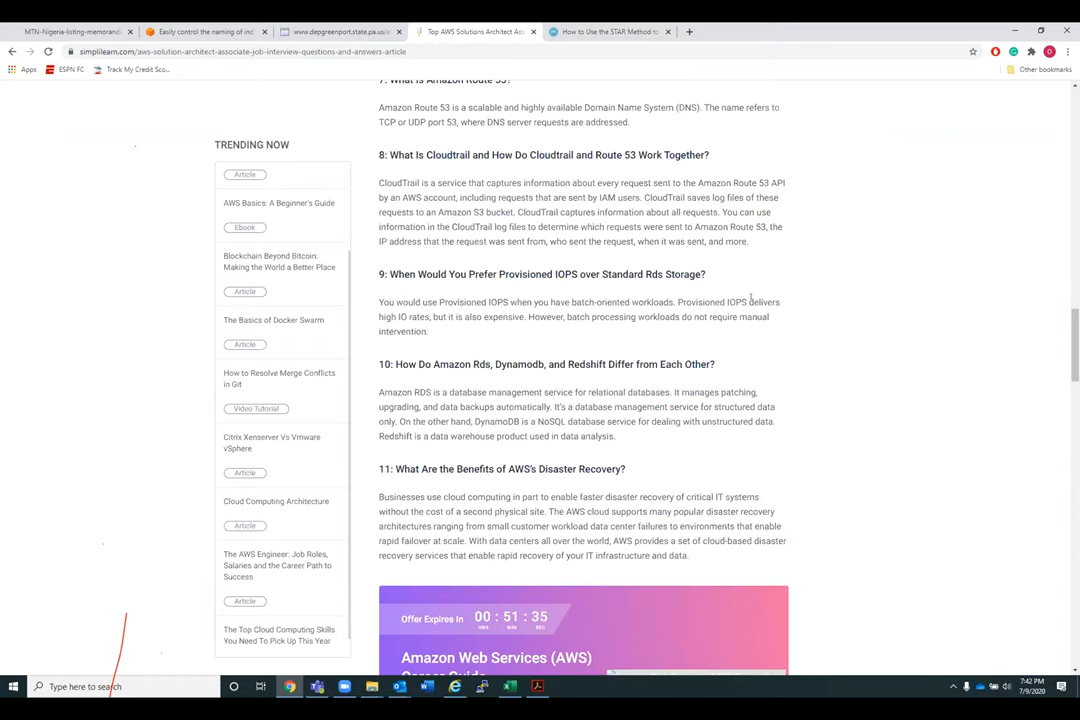 MTN-Nigeria-listing-memorand
Easily control the naming of ind
www.depgreenport.state.pa.us/e
Top AWS Solutions Architect Ass
How to Use the STAR Method to
simplilearn.com/aws-solution-architect-associate-job-interview-questions-and-answers-article
Apps
ESPN FC
Track My Credit Sco...
Other bookmarks
7: What Is Amazon Route 53?
Amazon Route 53 is a scalable and highly available Domain Name System (DNS). The name refers to
TCP or UDP port 53, where DNS server requests are addressed.
TRENDING NOW
Article
AWS Basics: A Beginner's Guide
Ebook
Blockchain Beyond Bitcoin:
Making the World a Better Place
Article
The Basics of Docker Swarm
Article
How to Resolve Merge Conflicts
in Git
Video Tutorial
Citrix Xenserver Vs Vmware
vSphere
Article
Cloud Computing Architecture
Article
The AWS Engineer: Job Roles,
Salaries and the Career Path to
Success
Article
The Top Cloud Computing Skills
You Need To Pick Up This Year
8: What Is Cloudtrail and How Do Cloudtrail and Route 53 Work Together?
CloudTrail is a service that captures information about every request sent to the Amazon Route 53 API
by an AWS account, including requests that are sent by IAM users. CloudTrail saves log files of these
requests to an Amazon S3 bucket. CloudTrail captures information about all requests. You can use
information in the CloudTrail log files to determine which requests were sent to Amazon Route 53, the
IP address that the request was sent from, who sent the request, when it was sent, and more.
9: When Would You Prefer Provisioned IOPS over Standard Rds Storage?
You would use Provisioned IOPS when you have batch-oriented workloads. Provisioned IOPS delivers
high IO rates, but it is also expensive. However, batch processing workloads do not require manual
intervention.
10: How Do Amazon Rds, Dynamodb, and Redshift Differ from Each Other?
Amazon RDS is a database management service for relational databases. It manages patching,
upgrading, and data backups automatically. It's a database management service for structured data
only. On the other hand, DynamoDB is a NoSQL database service for dealing with unstructured data.
Redshift is a data warehouse product used in data analysis.
11: What Are the Benefits of AWS's Disaster Recovery?
Businesses use cloud computing in part to enable faster disaster recovery of critical IT systems
without the cost of a second physical site. The AWS cloud supports many popular disaster recovery
architectures ranging from small customer workload data center failures to environments that enable
rapid failover at scale. With data centers all over the world, AWS provides a set of cloud-based disaster
recovery services that enable rapid recovery of your IT infrastructure and data.
Offer Expires In 00 : 51 : 35
HRS MIN SEC
Amazon Web Services (AWS)
Career Guide
Type here to search
7:42 PM
7/9/2020